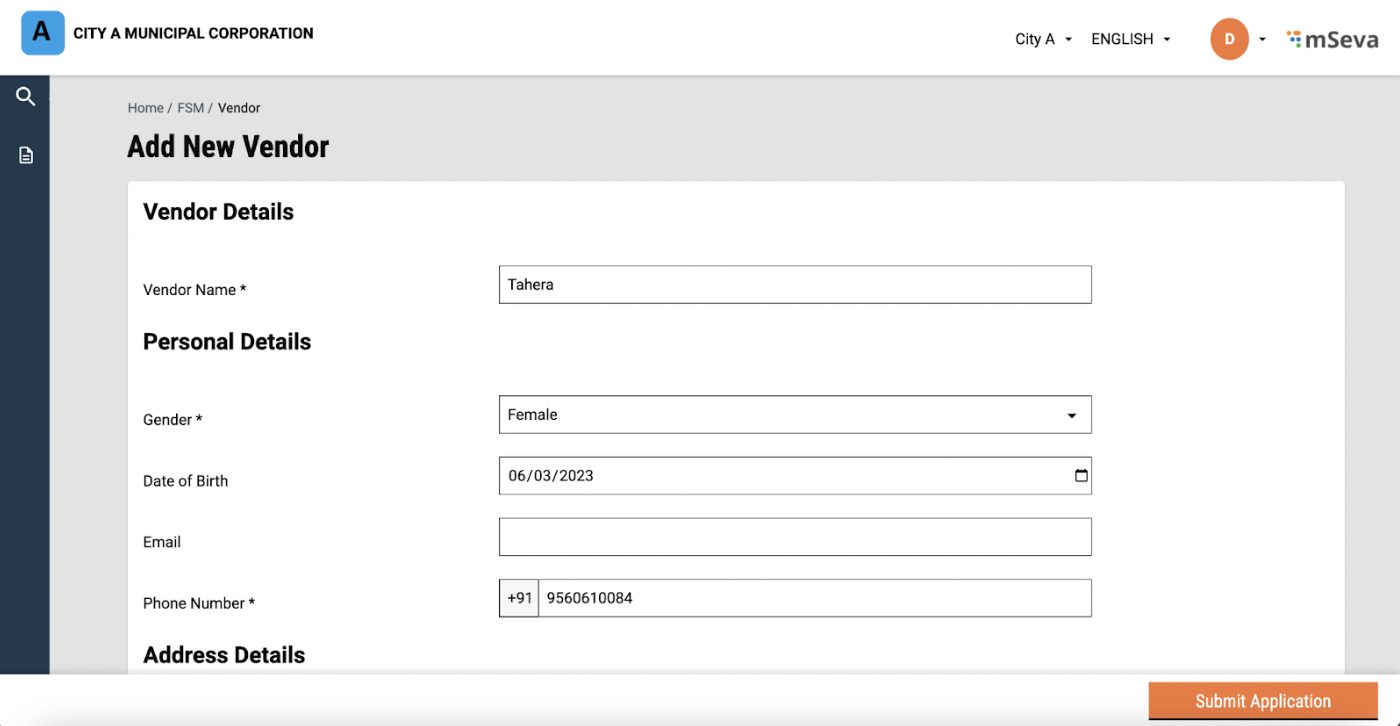 A CITY A MUNICIPAL CORPORATION City A ENGLISH D mSeva
Home / FSM / Vendor
Add New Vendor
Vendor Details
Vendor Name * Tahera
Personal Details
Gender * Female
Date of Birth 06/03/2023
Email
Phone Number * +91 9560610084
Address Details
Submit Application